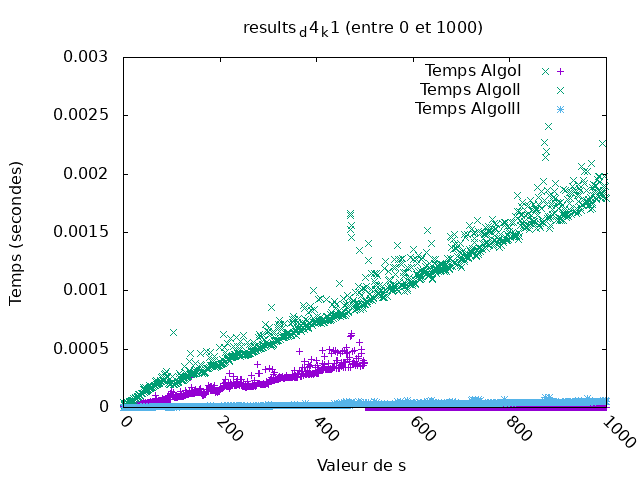 results_d4_k1 (entre 0 et 1000)
0.003
Temps AlgoI
Temps AlgoII
Temps AlgoIII
0.0025
0.002
0.0015
0.001
0.0005
0
Temps (secondes)
0 200 400 600 800 1000
Valeur de s